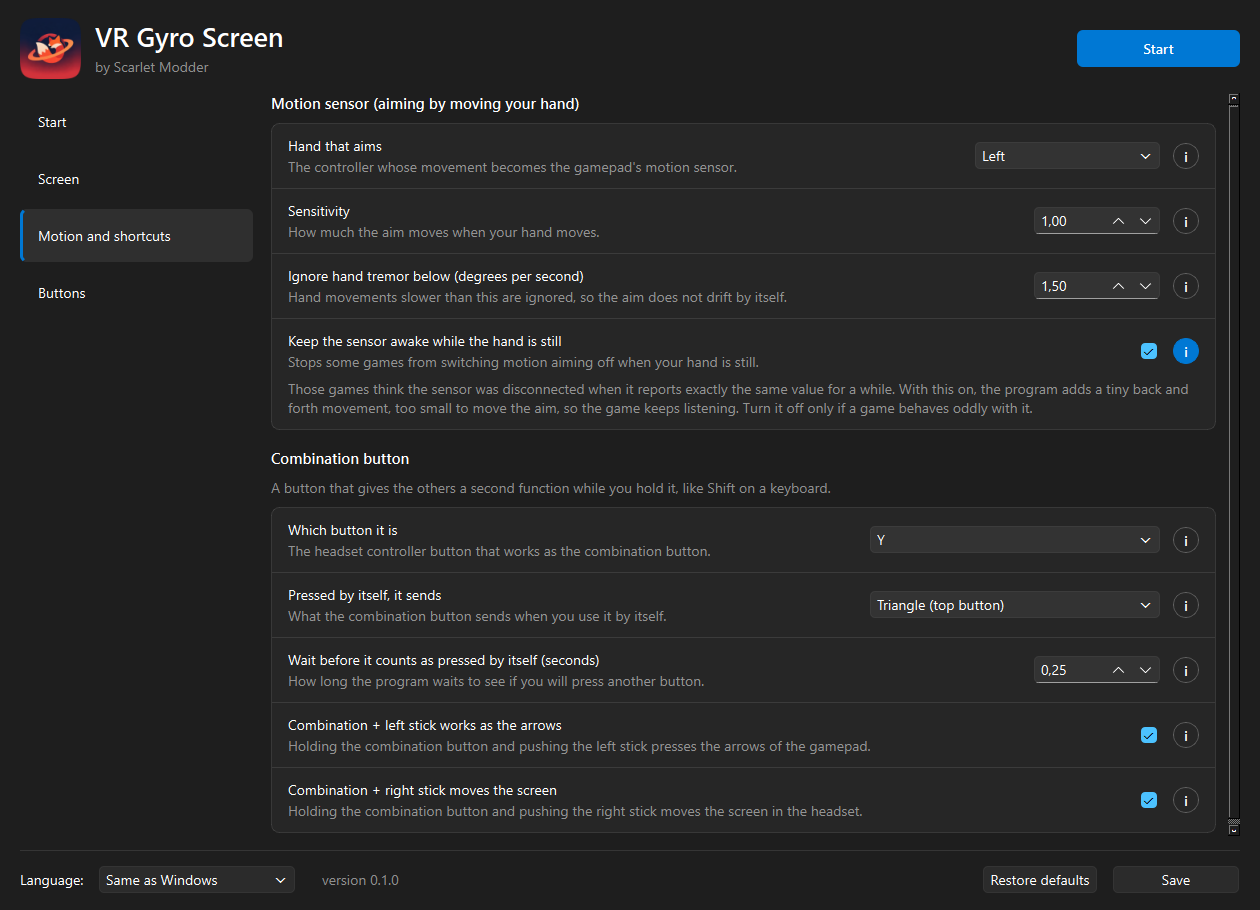 VR Gyro Screen
by Scarlet Modder
Start
Start
Screen
Motion and shortcuts
Buttons
Motion sensor (aiming by moving your hand)
Hand that aims
The controller whose movement becomes the gamepad's motion sensor.
Left
i
Sensitivity
How much the aim moves when your hand moves.
1,00
i
Ignore hand tremor below (degrees per second)
Hand movements slower than this are ignored, so the aim does not drift by itself.
1,50
i
Keep the sensor awake while the hand is still
Stops some games from switching motion aiming off when your hand is still.
i
Those games think the sensor was disconnected when it reports exactly the same value for a while. With this on, the program adds a tiny back and
forth movement, too small to move the aim, so the game keeps listening. Turn it off only if a game behaves oddly with it.
Combination button
A button that gives the others a second function while you hold it, like Shift on a keyboard.
Which button it is
The headset controller button that works as the combination button.
Y
i
Pressed by itself, it sends
What the combination button sends when you use it by itself.
Triangle (top button)
i
Wait before it counts as pressed by itself (seconds)
How long the program waits to see if you will press another button.
0,25
i
Combination + left stick works as the arrows
Holding the combination button and pushing the left stick presses the arrows of the gamepad.
i
Combination + right stick moves the screen
Holding the combination button and pushing the right stick moves the screen in the headset.
i
Language:
Same as Windows
version 0.1.0
Restore defaults
Save